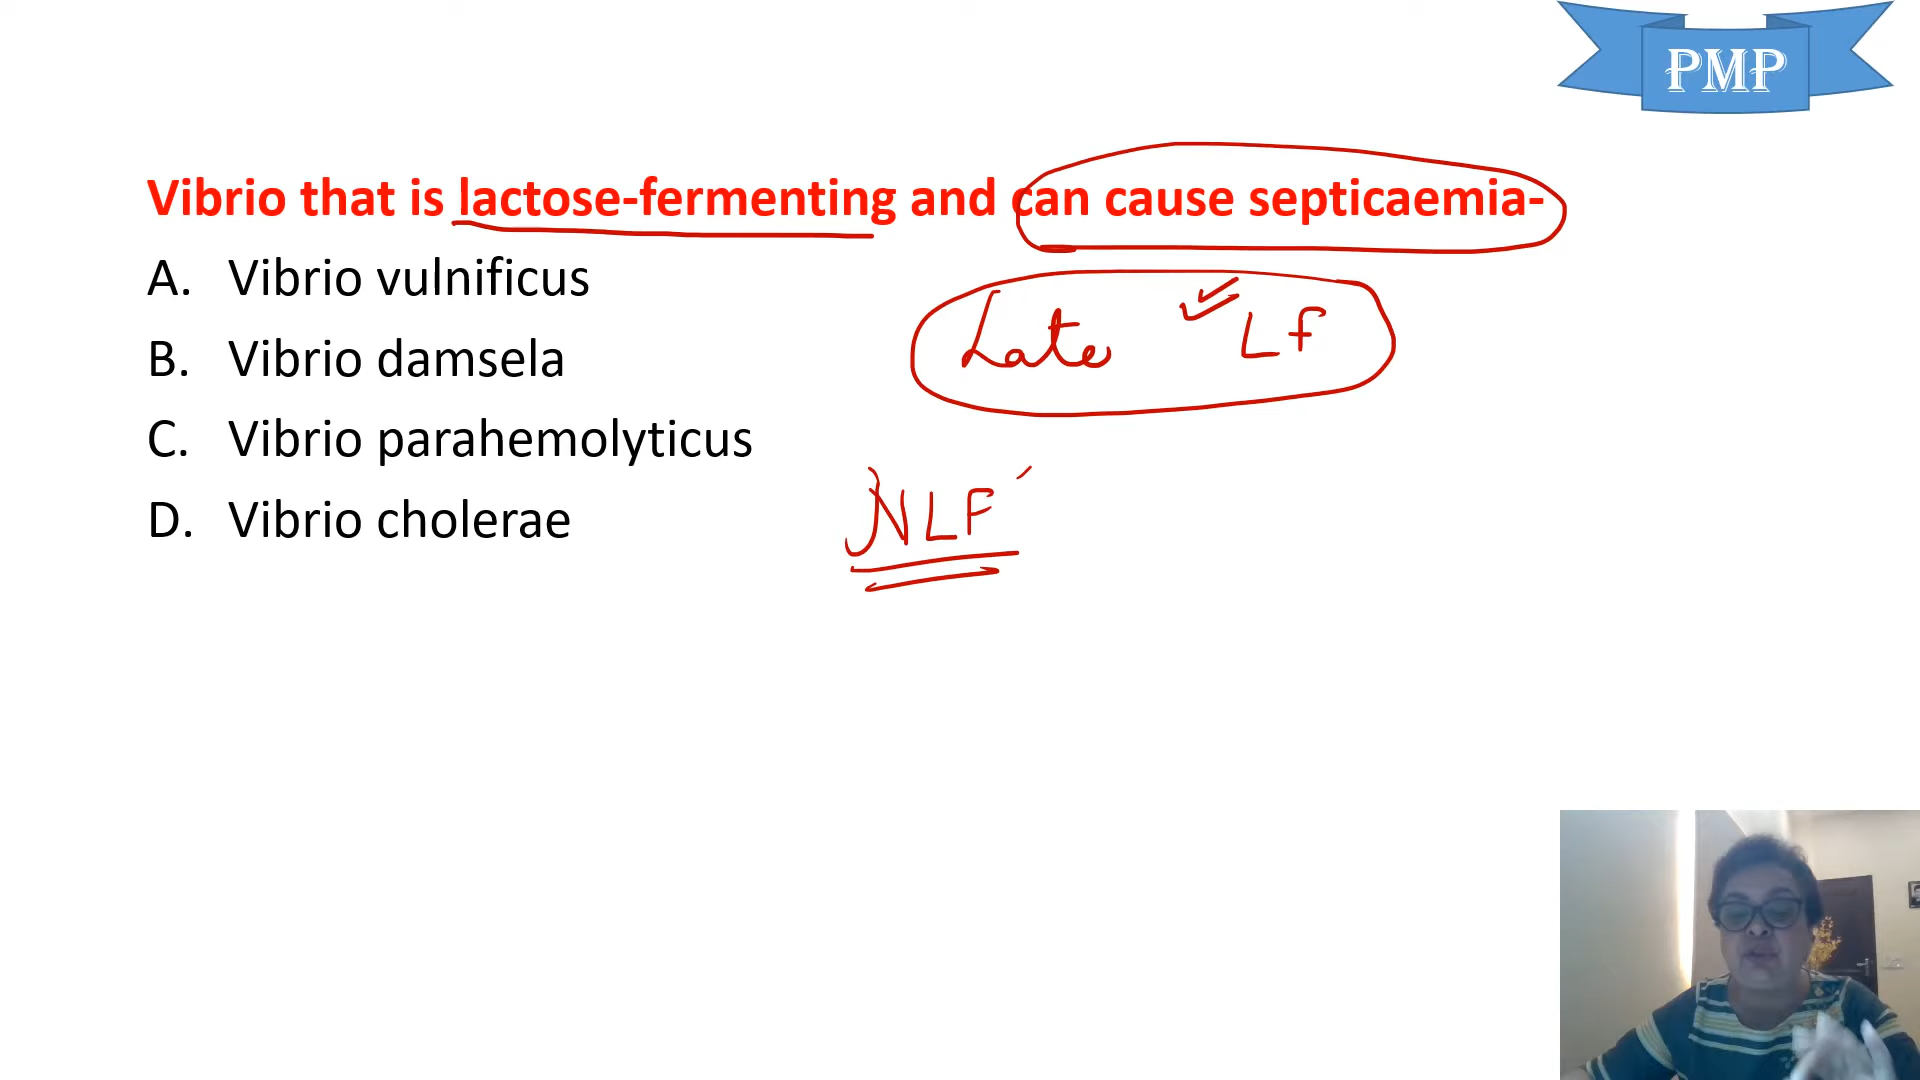 PMP
Vibrio that is lactose-fermenting and can cause septicaemia-
A. Vibrio vulnificus
Late LF
B. Vibrio damsela
C. Vibrio parahemolyticus
NLF
D. Vibrio cholerae